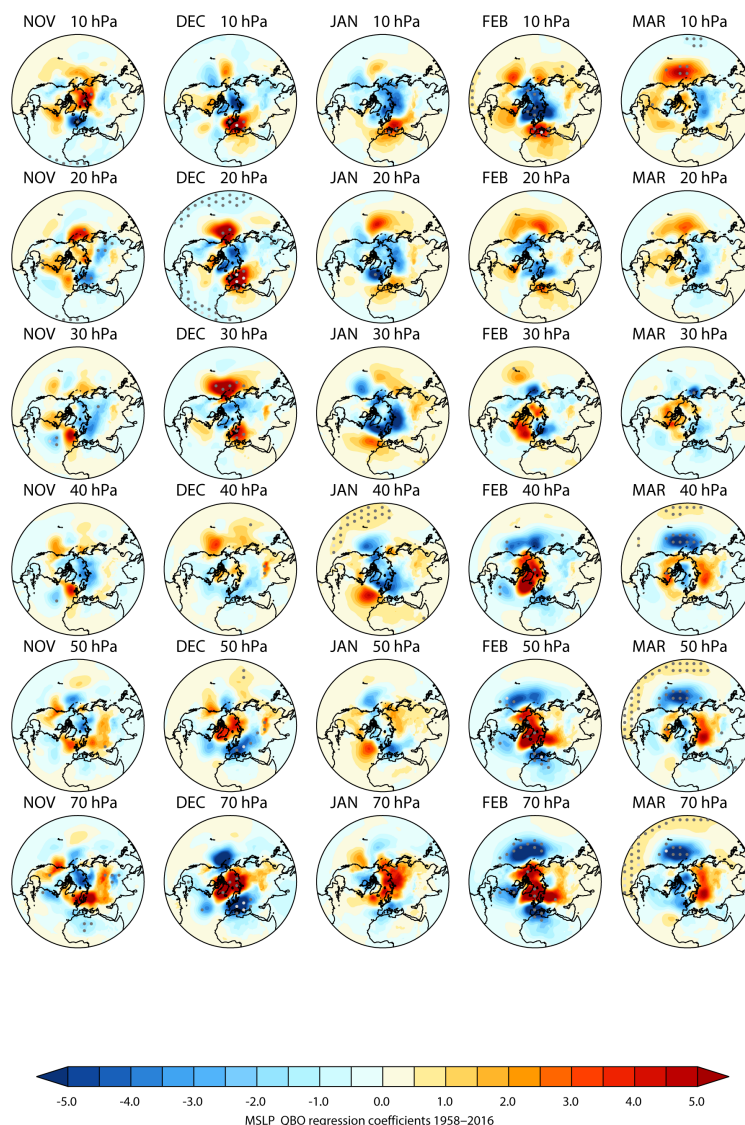 NOV 10 hPa DEC 10 hPa JAN 10 hPa FEB 10 hPa MAR 10 hPa
NOV 20 hPa DEC 20 hPa JAN 20 hPa FEB 20 hPa MAR 20 hPa
NOV 30 hPa DEC 30 hPa JAN 30 hPa FEB 30 hPa MAR 30 hPa
NOV 40 hPa DEC 40 hPa JAN 40 hPa FEB 40 hPa MAR 40 hPa
NOV 50 hPa DEC 50 hPa JAN 50 hPa FEB 50 hPa MAR 50 hPa
NOV 70 hPa DEC 70 hPa JAN 70 hPa FEB 70 hPa MAR 70 hPa
-5.0 -4.0 -3.0 -2.0 -1.0 0.0 1.0 2.0 3.0 4.0 5.0
MSLP QBO regression coefficients 1958–2016